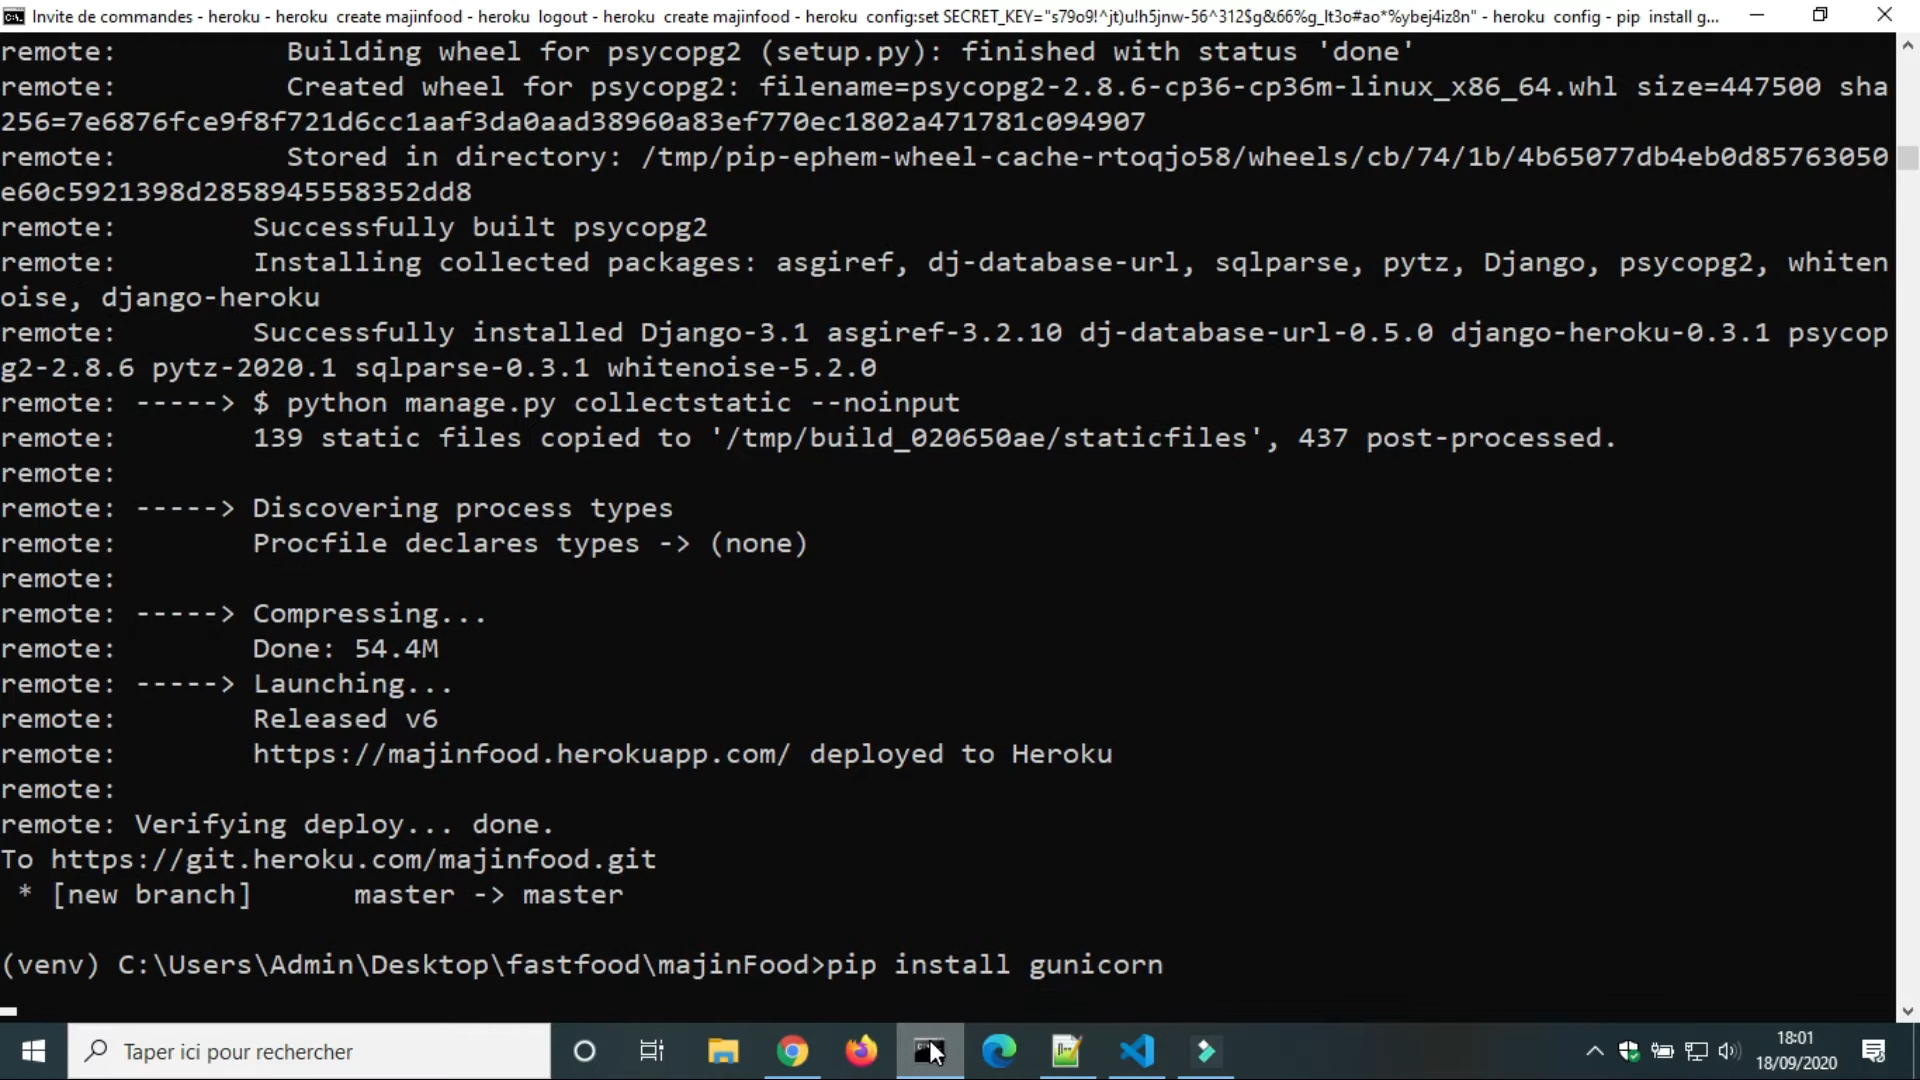 Invite de commandes - heroku - heroku create majinfood - heroku logout - heroku create majinfood - heroku config:set SECRET_KEY="s79o9!^jt)u!h5jnw-56^312$g&66%g_lt3o#ao*%ybej4iz8n" - heroku config - pip install g...
remote:          Building wheel for psycopg2 (setup.py): finished with status 'done'
remote:          Created wheel for psycopg2: filename=psycopg2-2.8.6-cp36-cp36m-linux_x86_64.whl size=447500 sha
256=7e6876fce9f8f721d6cc1aaf3da0aad38960a83ef770ec1802a471781c094907
remote:          Stored in directory: /tmp/pip-ephem-wheel-cache-rtoqjo58/wheels/cb/74/1b/4b65077db4eb0d85763050
e60c5921398d2858945558352dd8
remote:        Successfully built psycopg2
remote:        Installing collected packages: asgiref, dj-database-url, sqlparse, pytz, Django, psycopg2, whiten
oise, django-heroku
remote:        Successfully installed Django-3.1 asgiref-3.2.10 dj-database-url-0.5.0 django-heroku-0.3.1 psycop
g2-2.8.6 pytz-2020.1 sqlparse-0.3.1 whitenoise-5.2.0
remote: -----> $ python manage.py collectstatic --noinput
remote:        139 static files copied to '/tmp/build_020650ae/staticfiles', 437 post-processed.
remote:
remote: -----> Discovering process types
remote:        Procfile declares types -> (none)
remote:
remote: -----> Compressing...
remote:        Done: 54.4M
remote: -----> Launching...
remote:        Released v6
remote:        https://majinfood.herokuapp.com/ deployed to Heroku
remote:
remote: Verifying deploy... done.
To https://git.heroku.com/majinfood.git
 * [new branch]      master -> master
(venv) C:\Users\Admin\Desktop\fastfood\majinFood>pip install gunicorn
Taper ici pour rechercher
18:01
18/09/2020